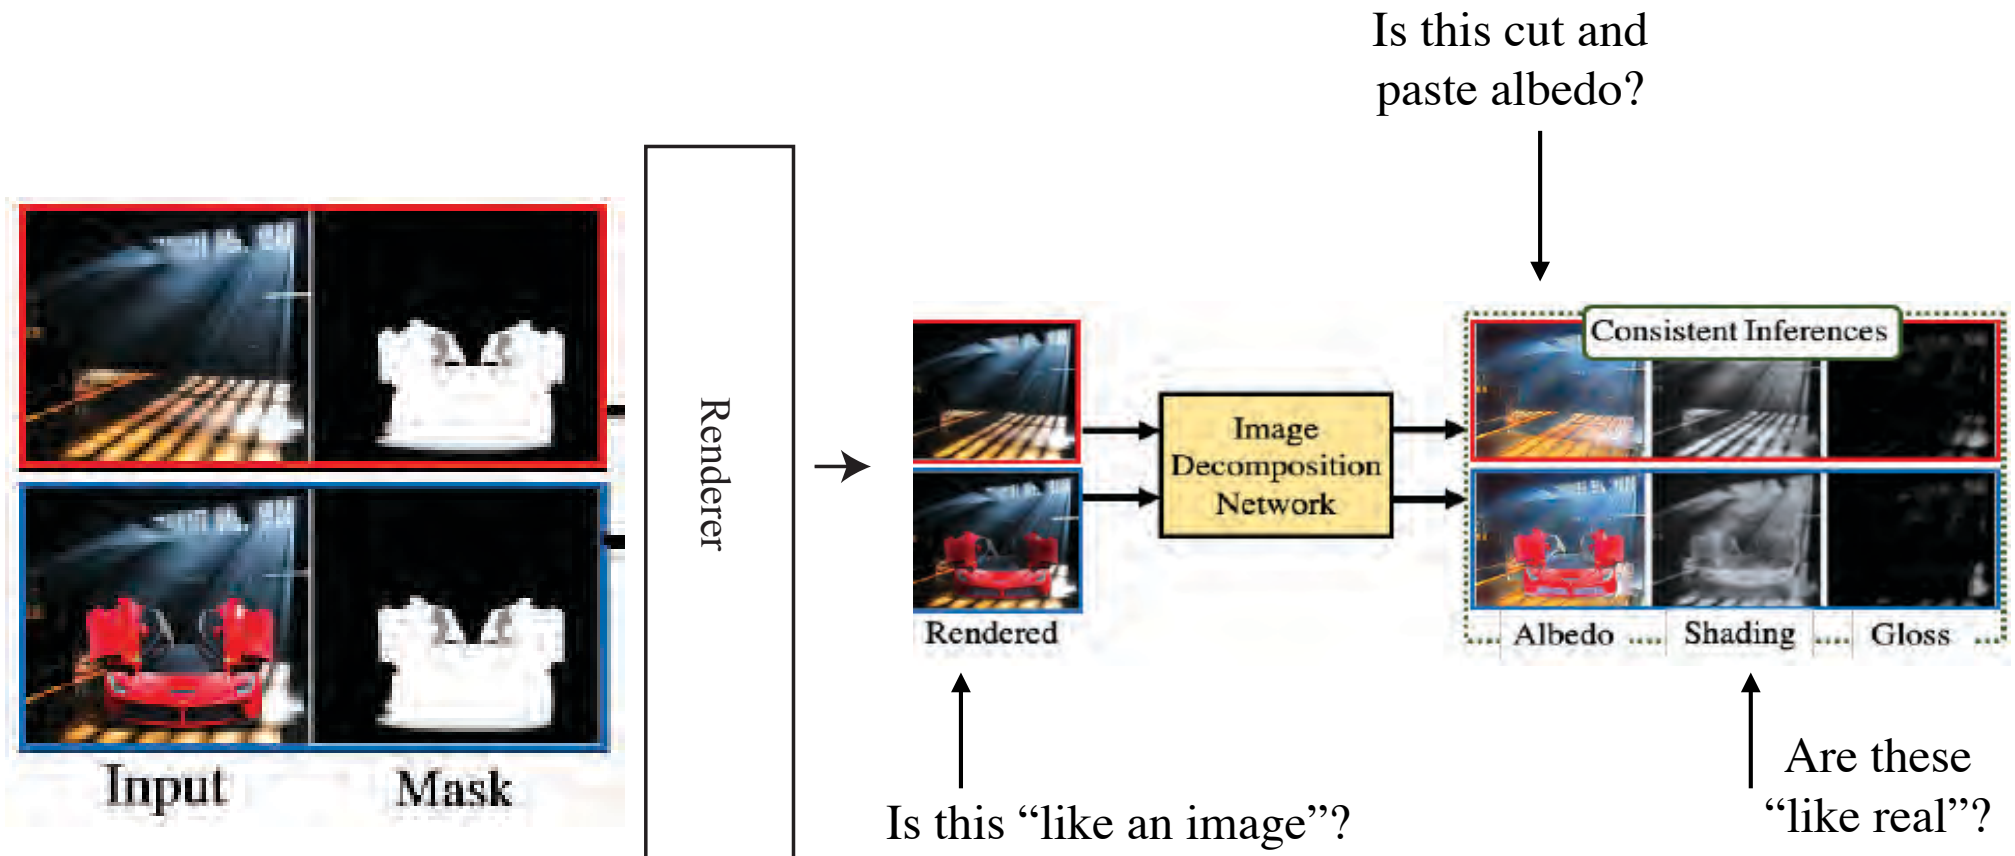 Is this cut and
paste albedo?
Renderer
Consistent Inferences
Image
Decomposition
Network
Input
Mask
Rendered
Albedo
Shading
Gloss
Is this “like an image”?
Are these
“like real”?